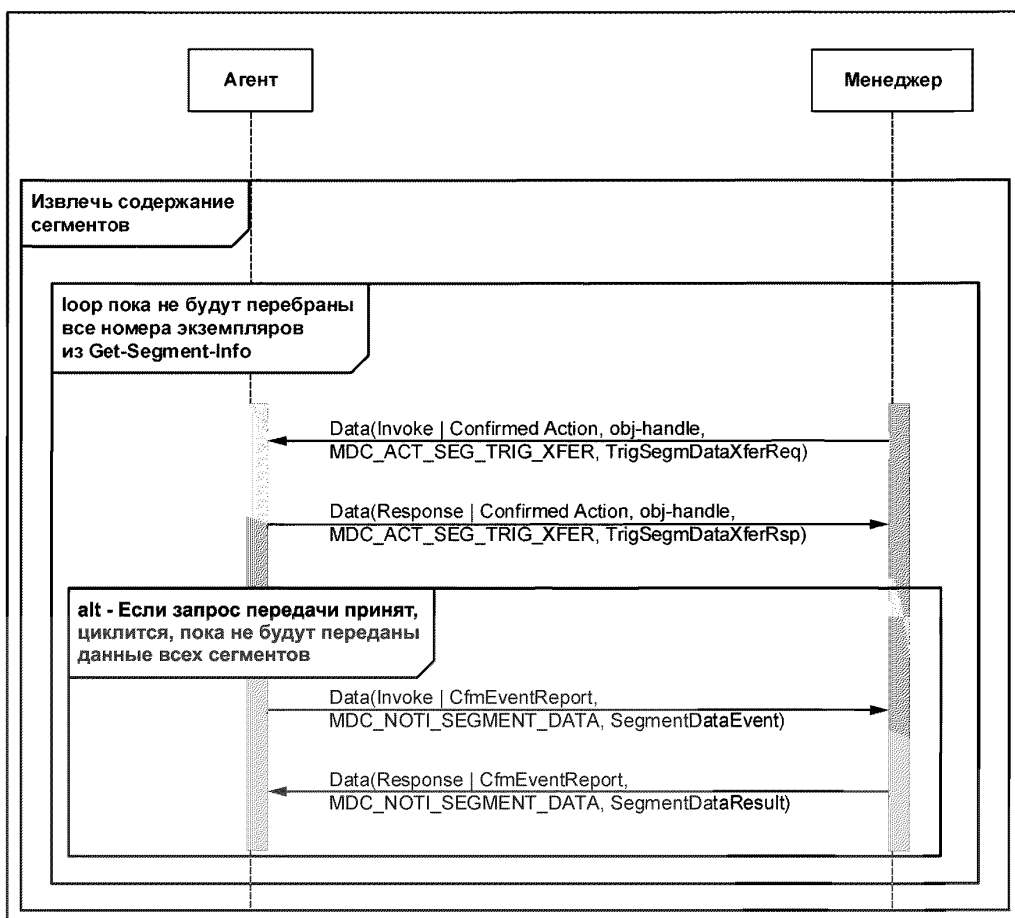 Агент
Менеджер
Извлечь содержание
сегментов
loop пока не будут перебраны
все номера экземпляров
из Get-Segment-Info
Data(Invoke | Confirmed Action, obj-handle,
MDC_ACT_SEG_TRIG_XFER, TrigSegmDataXferReq)
Data(Response | Confirmed Action, obj-handle,
MDC_ACT_SEG_TRIG_XFER, TrigSegmDataXferRsp)
alt - Если запрос передачи принят,
циклится, пока не будут переданы
данные всех сегментов
Data(Invoke | CfmEventReport,
MDC_NOTI_SEGMENT_DATA, SegmentDataEvent)
Data(Response | CfmEventReport,
MDC_NOTI_SEGMENT_DATA, SegmentDataResult)